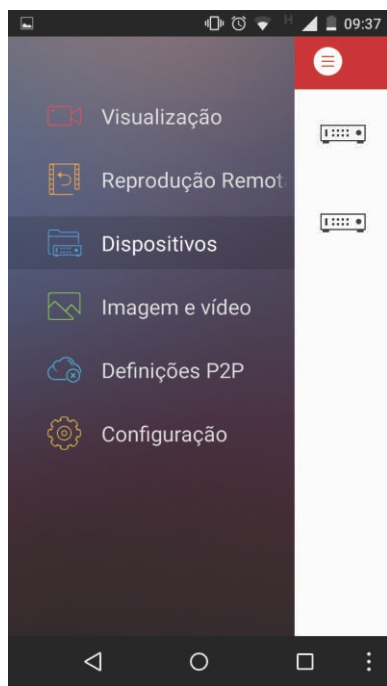 H 09:37
Visualização
Reprodução Remot
Dispositivos
Imagem e vídeo
Definições P2P
Configuração